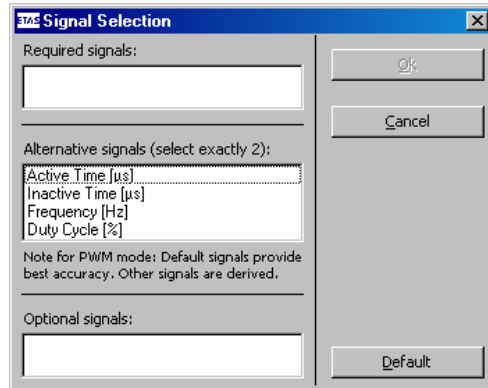 ETAS Signal Selection
Required signals:
Ok
Cancel
Alternative signals (select exactly 2):
Active Time [µs]
Inactive Time [µs]
Frequency [Hz]
Duty Cycle [%]
Note for PWM mode: Default signals provide
best accuracy. Other signals are derived.
Optional signals:
Default